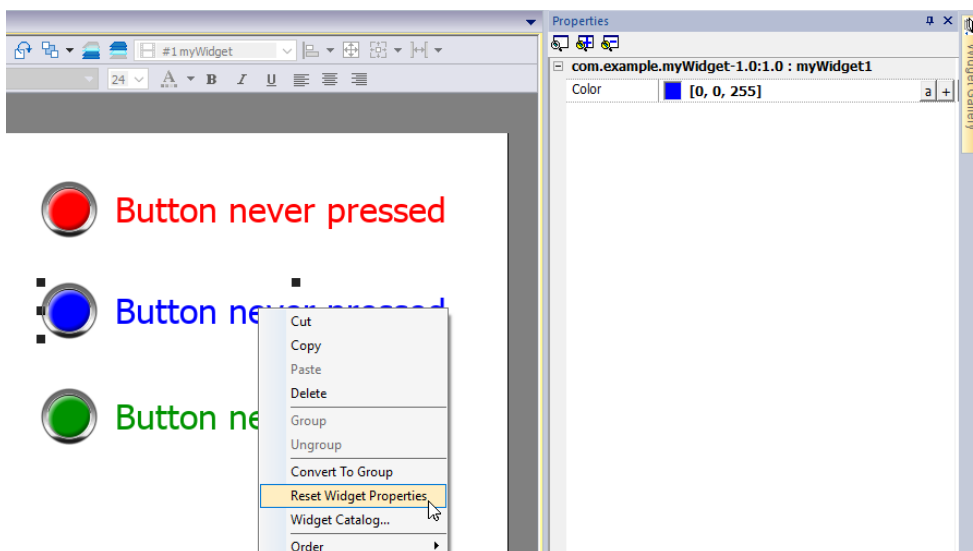 Properties
#1 myWidget
24 A B I U
com.example.myWidget-1.0:1.0 : myWidget1
Color [0, 0, 255] a +
Widget Gallery
Button never pressed
Button never pressed
Button ne
Cut
Copy
Paste
Delete
Group
Ungroup
Convert To Group
Reset Widget Properties
Widget Catalog...
Order